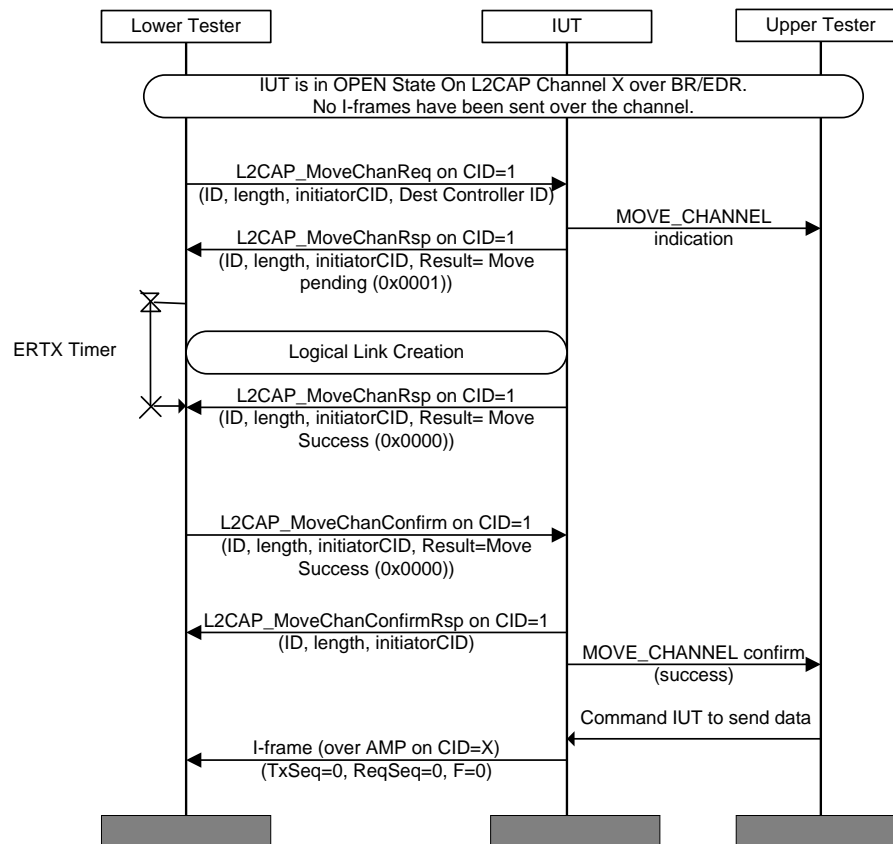 Lower Tester
IUT
Upper Tester
IUT is in OPEN State On L2CAP Channel X over BR/EDR.
No I-frames have been sent over the channel.
L2CAP_MoveChanReq on CID=1
(ID, length, initiatorCID, Dest Controller ID)
MOVE_CHANNEL
indication
L2CAP_MoveChanRsp on CID=1
(ID, length, initiatorCID, Result= Move
pending (0x0001))
ERTX Timer
Logical Link Creation
L2CAP_MoveChanRsp on CID=1
(ID, length, initiatorCID, Result= Move
Success (0x0000))
L2CAP_MoveChanConfirm on CID=1
(ID, length, initiatorCID, Result=Move
Success (0x0000))
L2CAP_MoveChanConfirmRsp on CID=1
(ID, length, initiatorCID)
MOVE_CHANNEL confirm
(success)
Command IUT to send data
I-frame (over AMP on CID=X)
(TxSeq=0, ReqSeq=0, F=0)